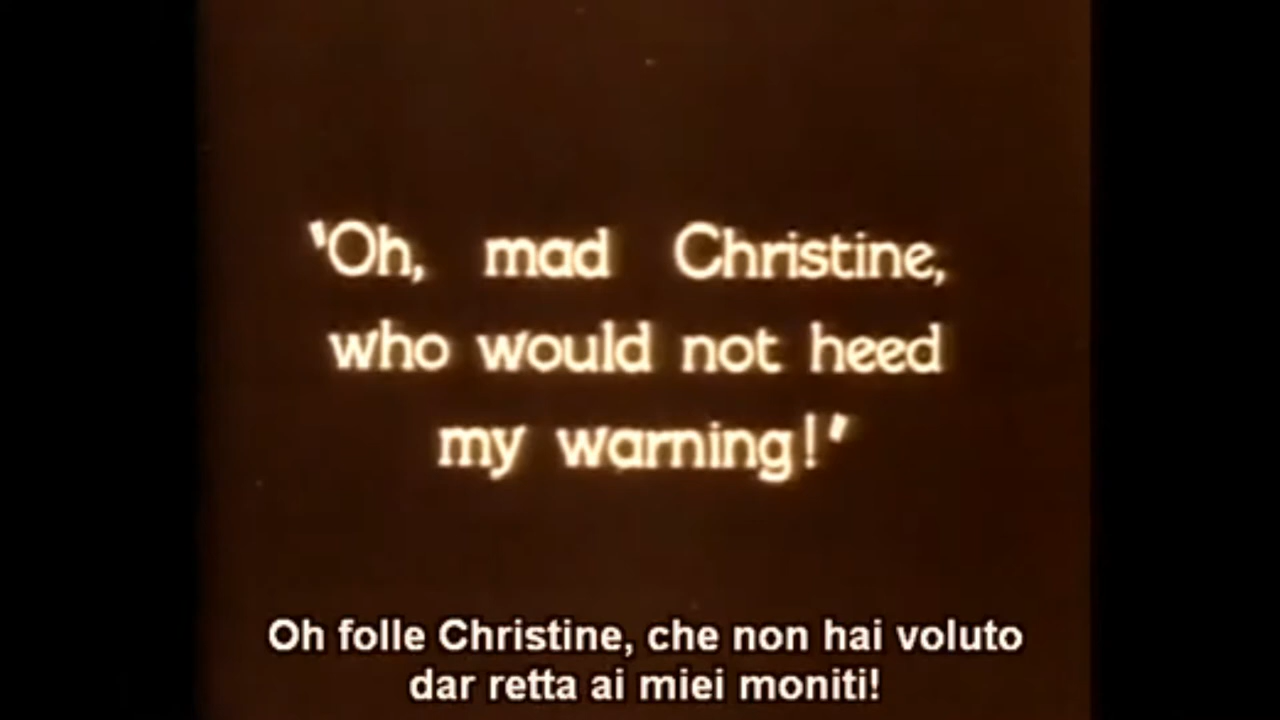 'Oh, mad Christine,
who would not heed
my warning!'
Oh folle Christine, che non hai voluto
dar retta ai miei moniti!